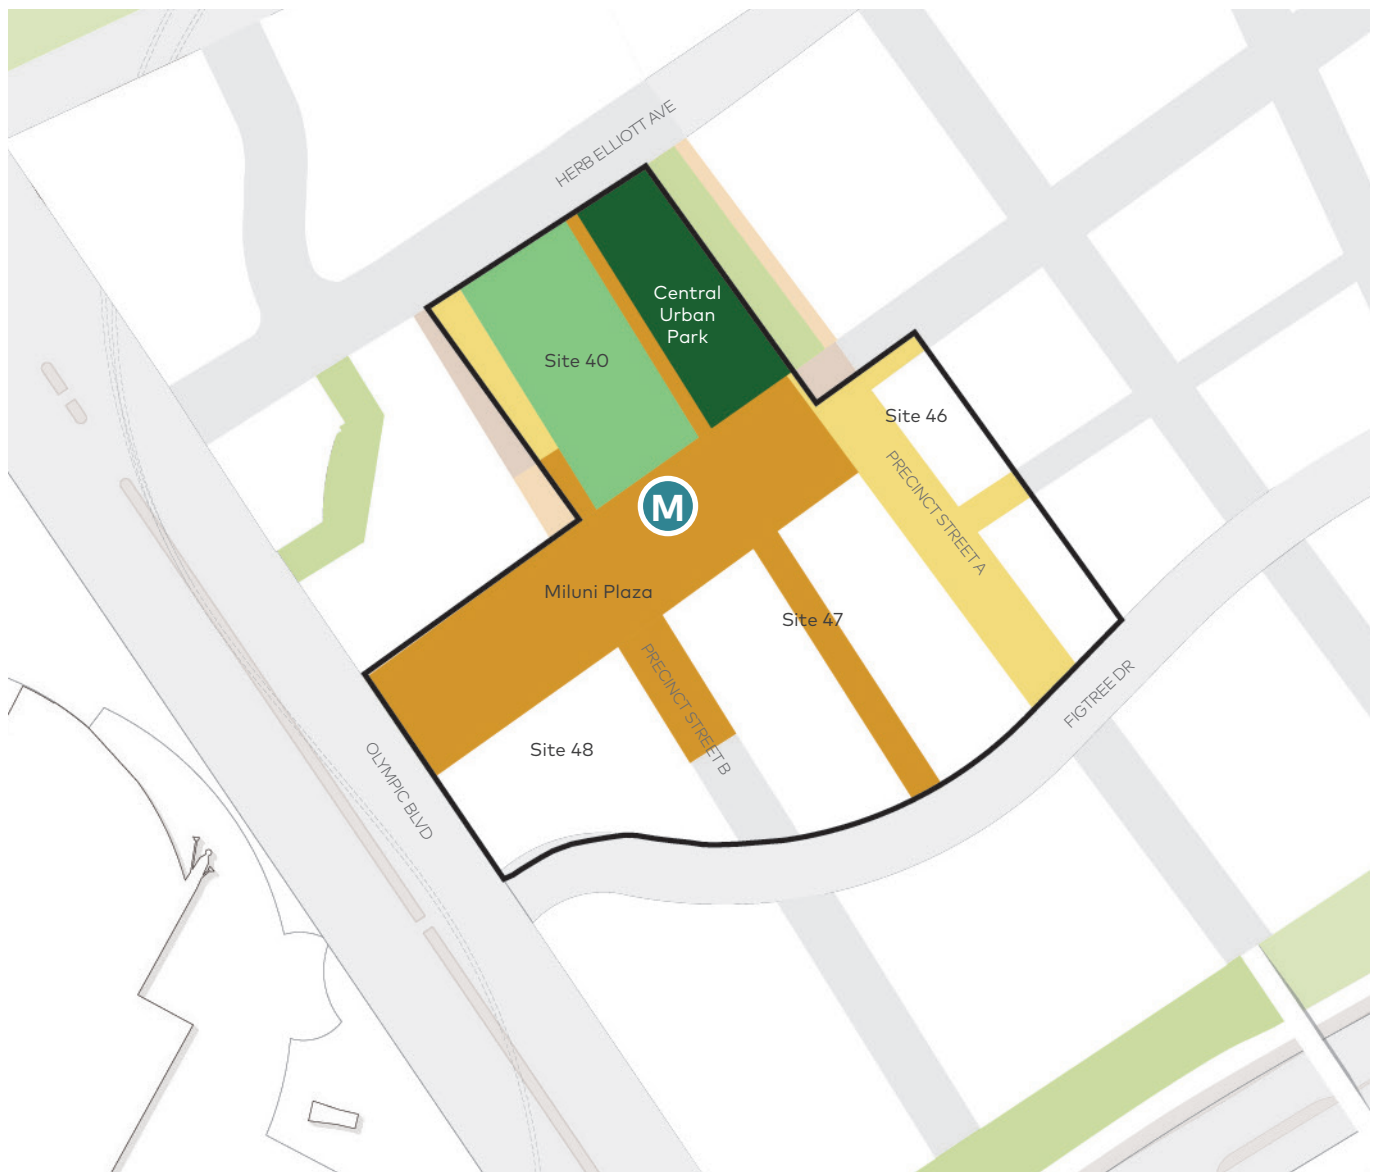 HERB ELLIOTT AVE
Central
Urban
Park
Site 40
Site 46
PRECINCT STREET A
M
Miluni Plaza
Site 47
PRECINCT STREET B
FIGTREE DR
Site 48
OLYMPIC BLVD